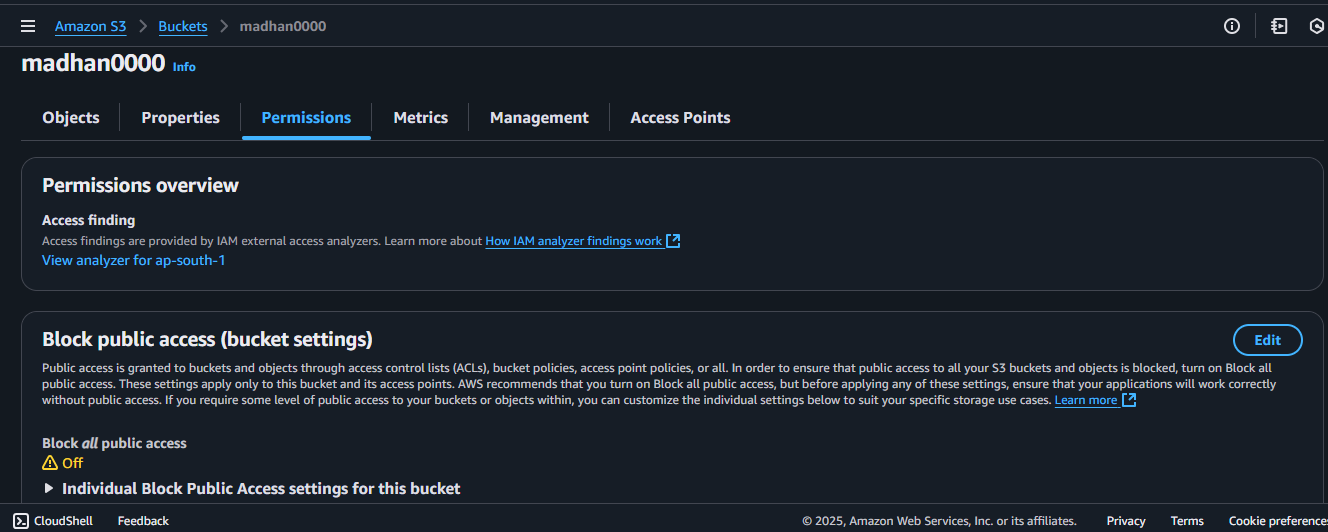 Amazon S3 > Buckets > madhan0000
madhan0000 Info
Objects Properties Permissions Metrics Management Access Points
Permissions overview
Access finding
Access findings are provided by IAM external access analyzers. Learn more about How IAM analyzer findings work
View analyzer for ap-south-1
Block public access (bucket settings) Edit
Public access is granted to buckets and objects through access control lists (ACLs), bucket policies, access point policies, or all. In order to ensure that public access to all your S3 buckets and objects is blocked, turn on Block all
public access. These settings apply only to this bucket and its access points. AWS recommends that you turn on Block all public access, but before applying any of these settings, ensure that your applications will work correctly
without public access. If you require some level of public access to your buckets or objects within, you can customize the individual settings below to suit your specific storage use cases. Learn more
Block all public access
Off
Individual Block Public Access settings for this bucket
CloudShell Feedback © 2025, Amazon Web Services, Inc. or its affiliates. Privacy Terms Cookie preference